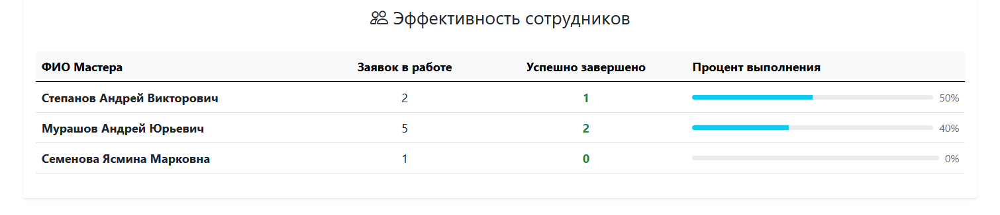 Эффективность сотрудников
ФИО Мастера Заявок в работе Успешно завершено Процент выполнения
Степанов Андрей Викторович 2 1 50%
Мурашов Андрей Юрьевич 5 2 40%
Семенова Ясмина Марковна 1 0 0%